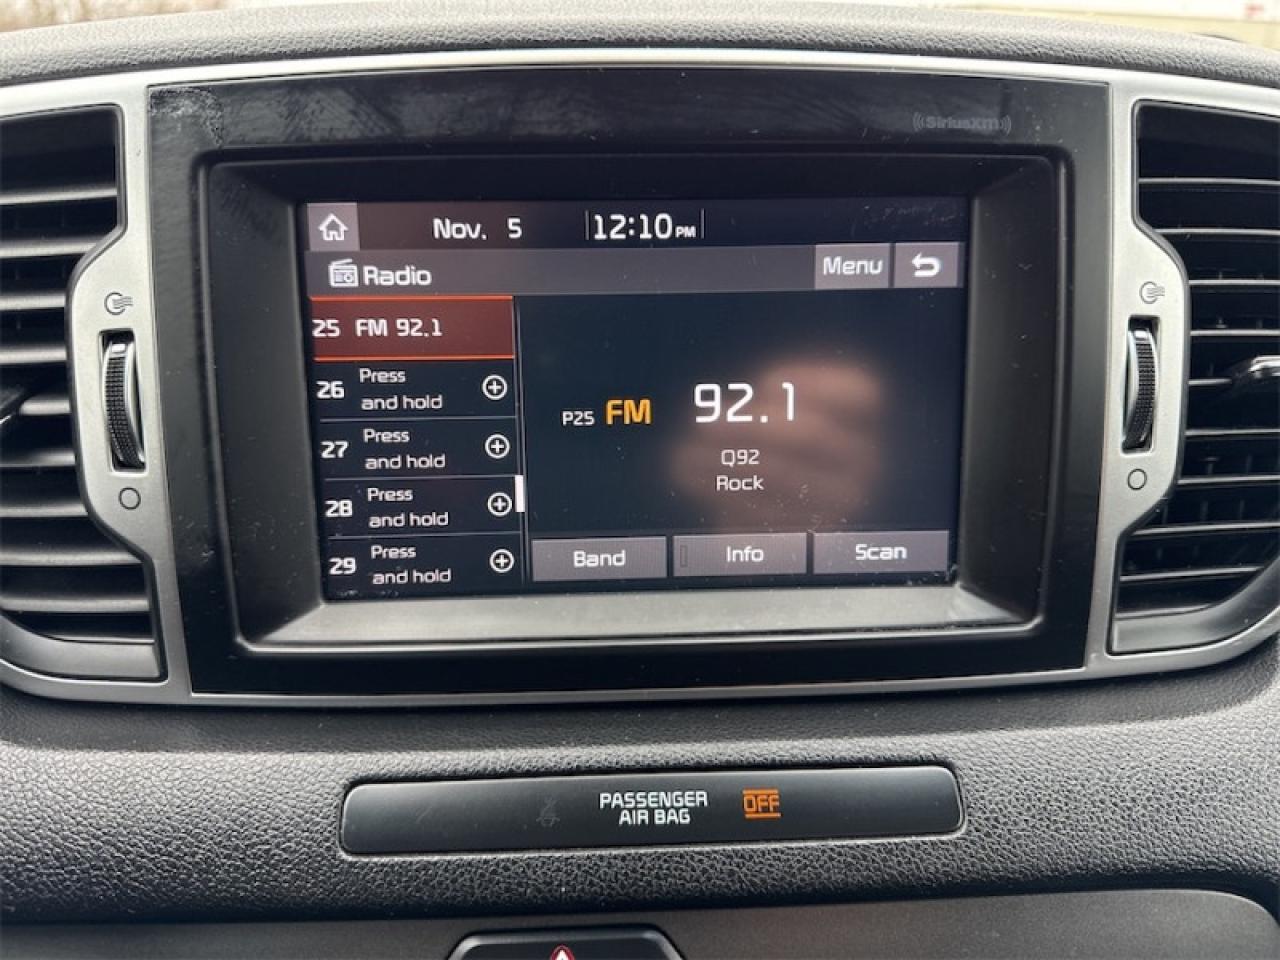 SiriusXM
Nov. 5 12:10 PM
Radio Menu
25 FM 92.1
26 Press and hold
27 Press and hold
28 Press and hold
29 Press and hold
P25 FM 92.1
Q92
Rock
Band Info Scan
PASSENGER
AIR BAG OFF